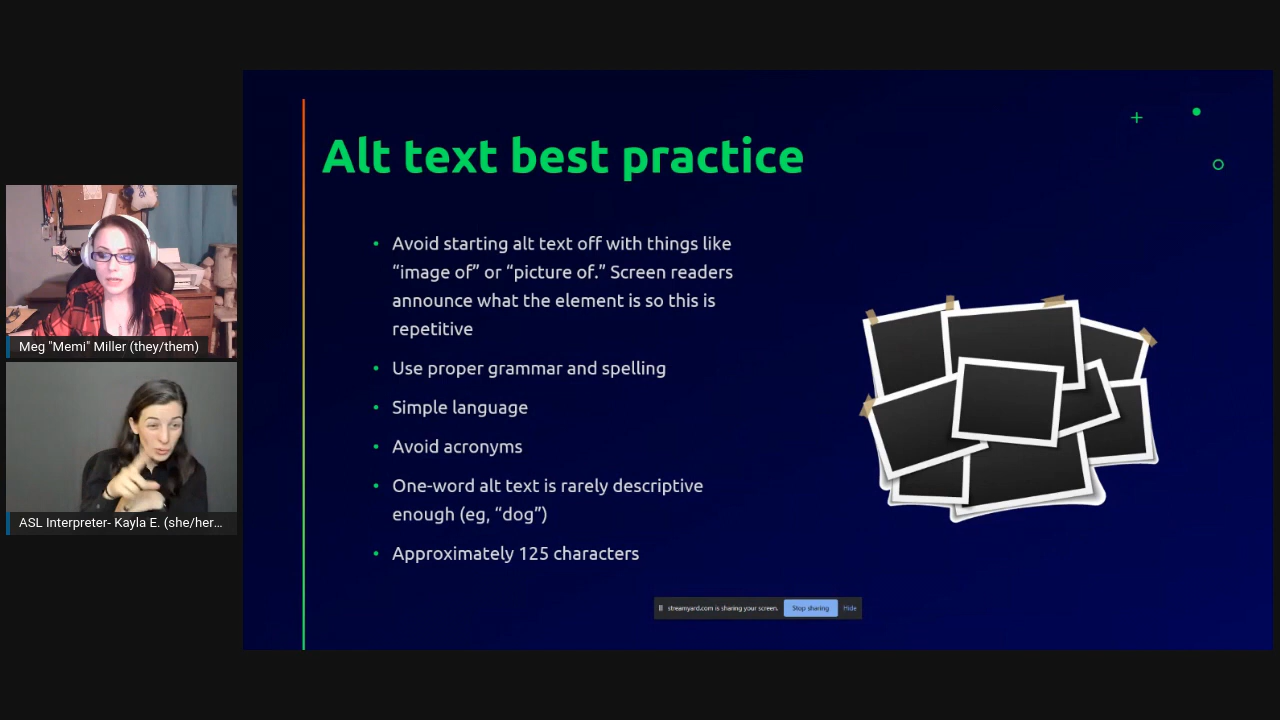 Alt text best practice
• Avoid starting alt text off with things like
“image of” or “picture of.” Screen readers
announce what the element is so this is
repetitive
• Use proper grammar and spelling
• Simple language
• Avoid acronyms
• One-word alt text is rarely descriptive
enough (eg, “dog”)
• Approximately 125 characters
Meg "Memi" Miller (they/them)
ASL Interpreter- Kayla E. (she/her...
streamyard.com is sharing your screen. Stop sharing Hide